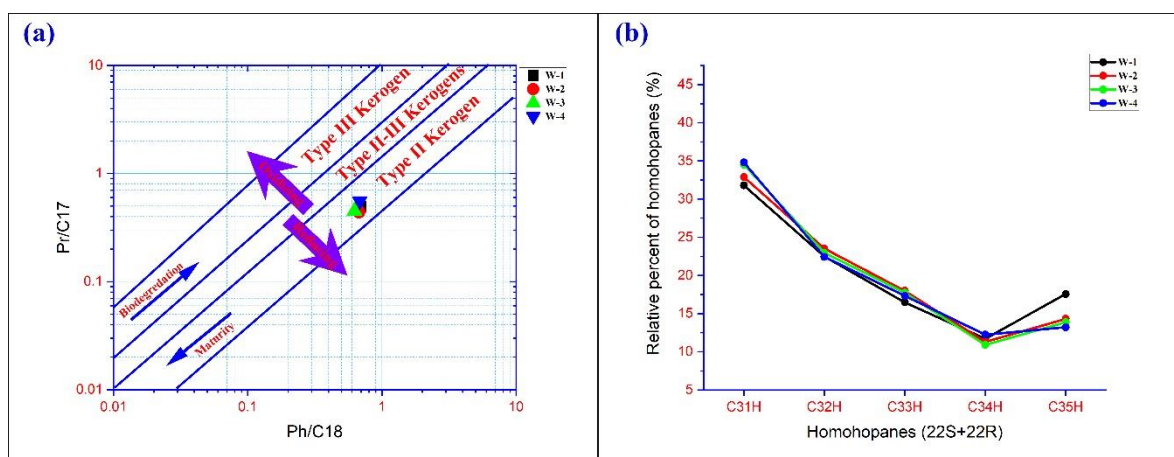 (a)
10
1
0.1
0.01
Pr/C17
0.01
0.1
1
10
Ph/C18
Type III Kerogen
Type II-III Kerogens
Type II Kerogen
Biodegredation
Maturity
W-1
W-2
W-3
W-4
(b)
45
40
35
30
25
20
15
10
5
Relative percent of homohopanes (%)
C31H
C32H
C53H
C34H
C35H
Homohopanes (22S+22R)
W-1
W-2
W-3
W-4